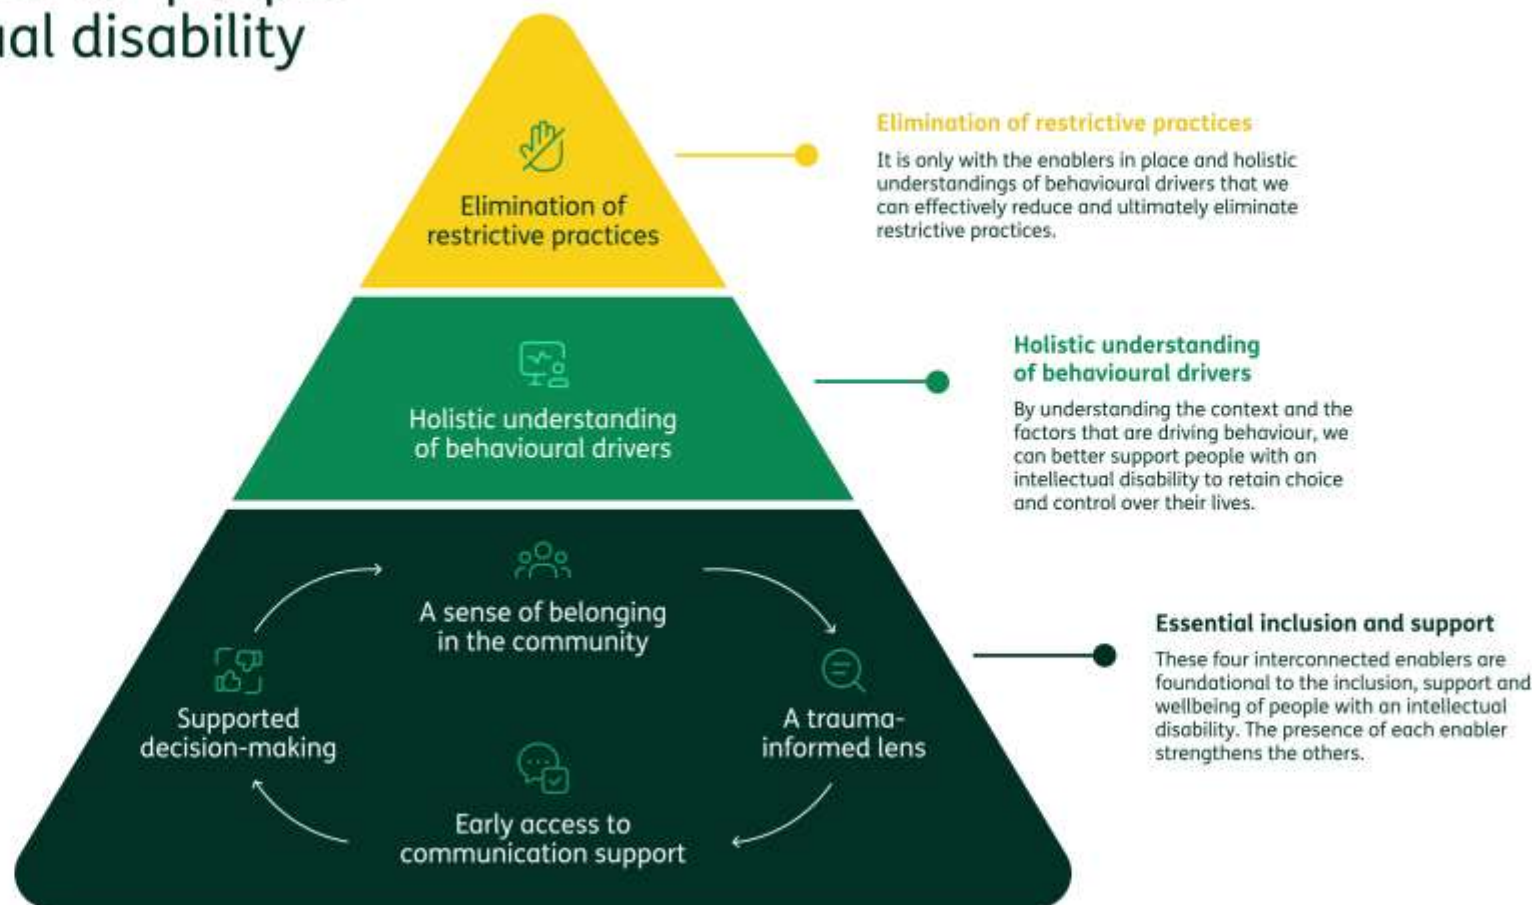 ual disability
Elimination of
restrictive practices
Elimination of restrictive practices
It is only with the enablers in place and holistic
understandings of behavioural drivers that we
can effectively reduce and ultimately eliminate
restrictive practices.
Holistic understanding
of behavioural drivers
Holistic understanding
of behavioural drivers
By understanding the context and the
factors that are driving behaviour, we
can better support people with an
intellectual disability to retain choice
and control over their lives.
A sense of belonging
in the community
Supported
decision-making
A trauma-
informed lens
Early access to
communication support
Essential inclusion and support
These four interconnected enablers are
foundational to the inclusion, support and
wellbeing of people with an intellectual
disability. The presence of each enabler
strengthens the others.